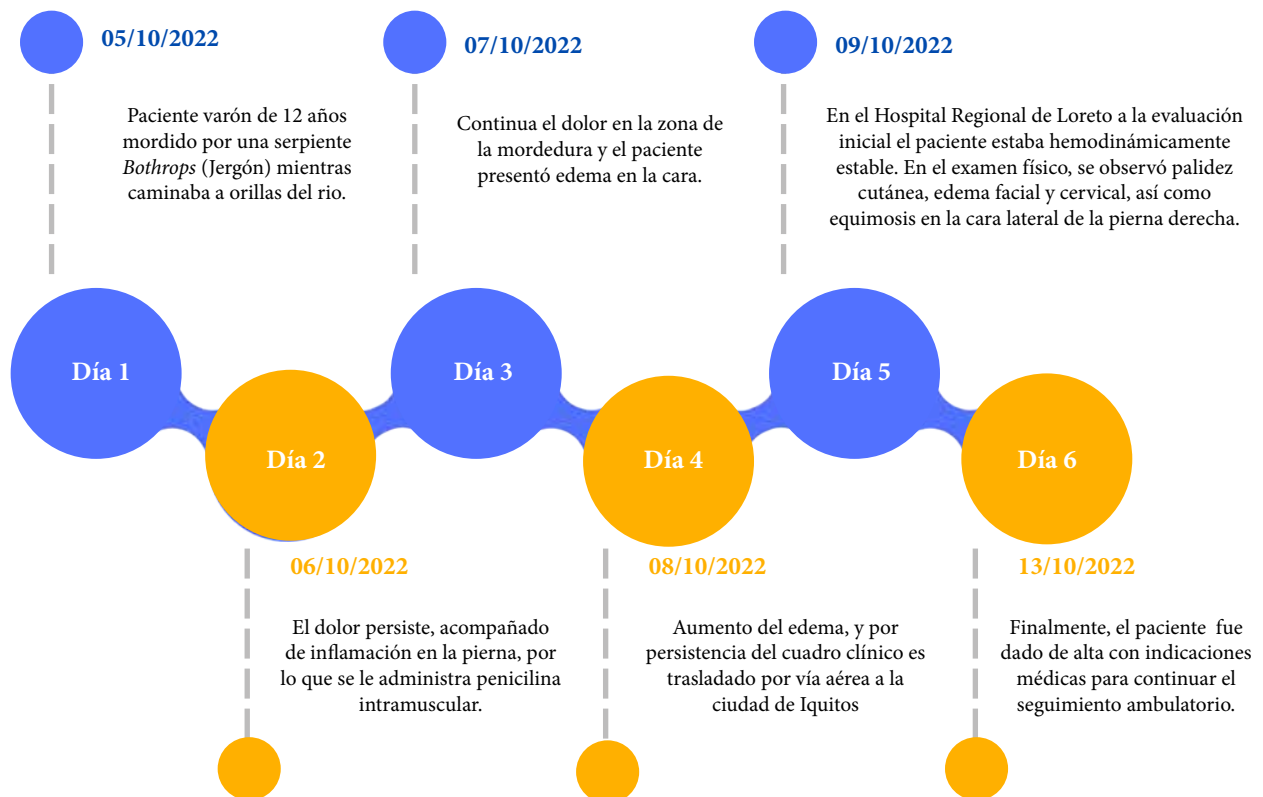 05/10/2022
Paciente varón de 12 años
mordido por una serpiente
Bothrops (Jergón) mientras
caminaba a orillas del rio.
07/10/2022
Continua el dolor en la zona de
la mordedura y el paciente
presentó edema en la cara.
09/10/2022
En el Hospital Regional de Loreto a la evaluación
inicial el paciente estaba hemodinámicamente
estable. En el examen físico, se observó palidez
cutánea, edema facial y cervical, así como
equimosis en la cara lateral de la pierna derecha.
Día 1
Día 2
Día 3
Día 4
Día 5
Día 6
06/10/2022
El dolor persiste, acompañado
de inflamación en la pierna, por
lo que se le administra penicilina
intramuscular.
08/10/2022
Aumento del edema, y por
persistencia del cuadro clínico es
trasladado por vía aérea a la
ciudad de Iquitos
13/10/2022
Finalmente, el paciente fue
dado de alta con indicaciones
médicas para continuar el
seguimiento ambulatorio.